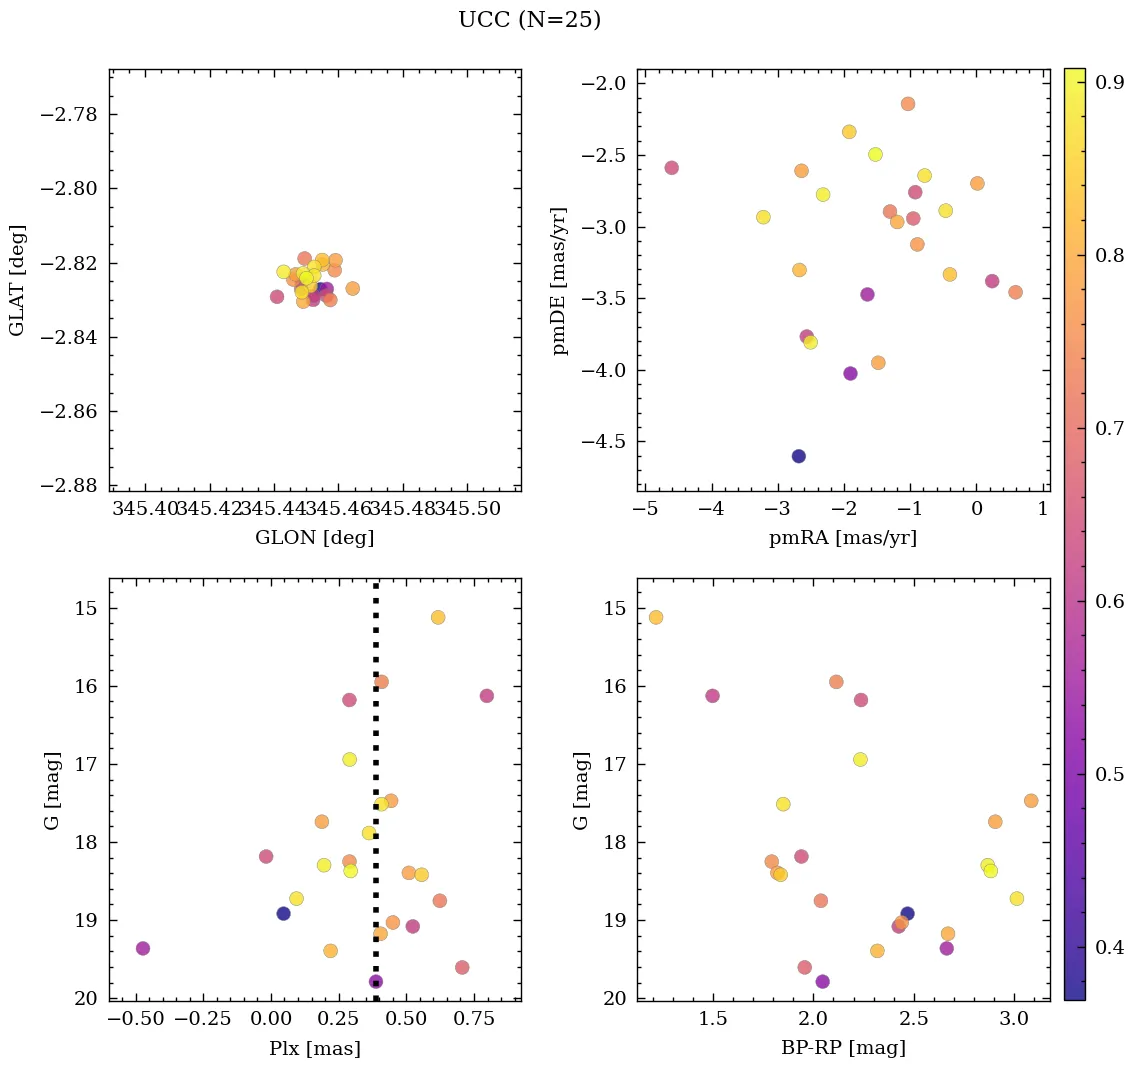 UCC (N=25)
−2.78
−2.80
−2.82
−2.84
−2.86
−2.88
GLAT [deg]
345.40 345.42 345.44 345.46 345.48 345.50
GLON [deg]
−2.0
−2.5
−3.0
−3.5
−4.0
−4.5
pmDE [mas/yr]
−5 −4 −3 −2 −1 0 1
pmRA [mas/yr]
0.9
0.8
0.7
0.6
0.5
0.4
15
16
17
18
19
20
G [mag]
−0.50 −0.25 0.00 0.25 0.50 0.75
Plx [mas]
15
16
17
18
19
20
G [mag]
1.5 2.0 2.5 3.0
BP-RP [mag]